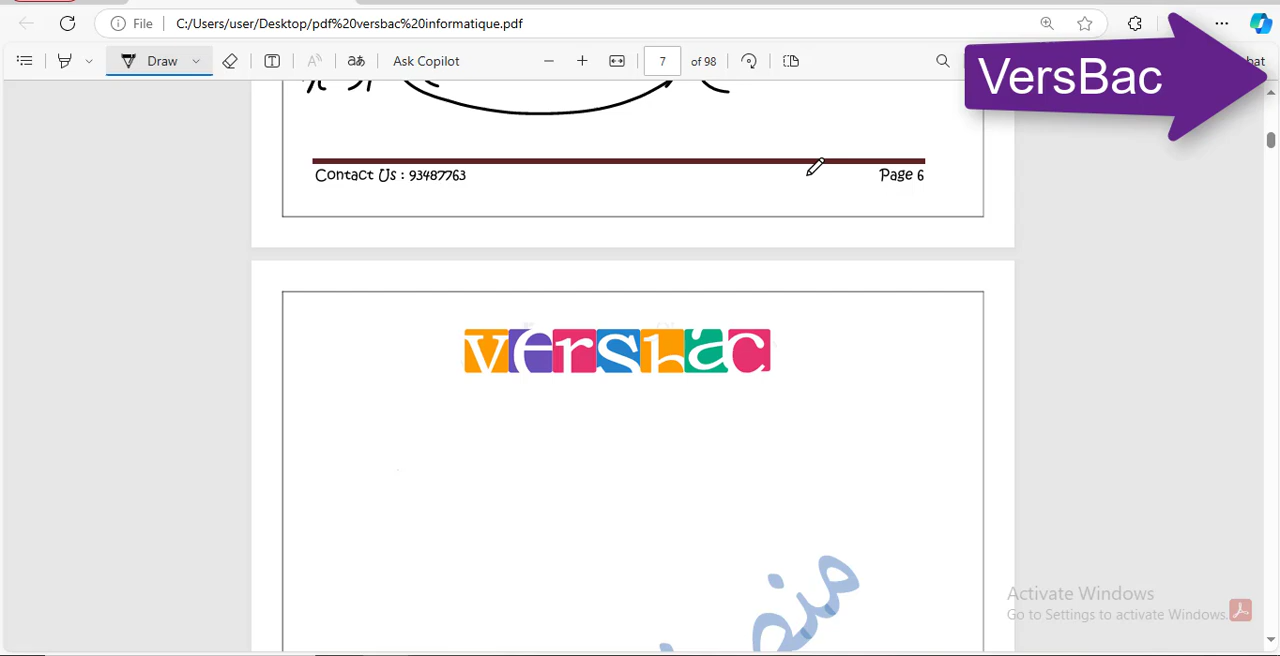 File C:/Users/user/Desktop/pdf%20versbac%20informatique.pdf
Draw Ask Copilot 7 of 98
VersBac
Contact Us : 93487763 Page 6
versbac
Activate Windows
Go to Settings to activate Windows.